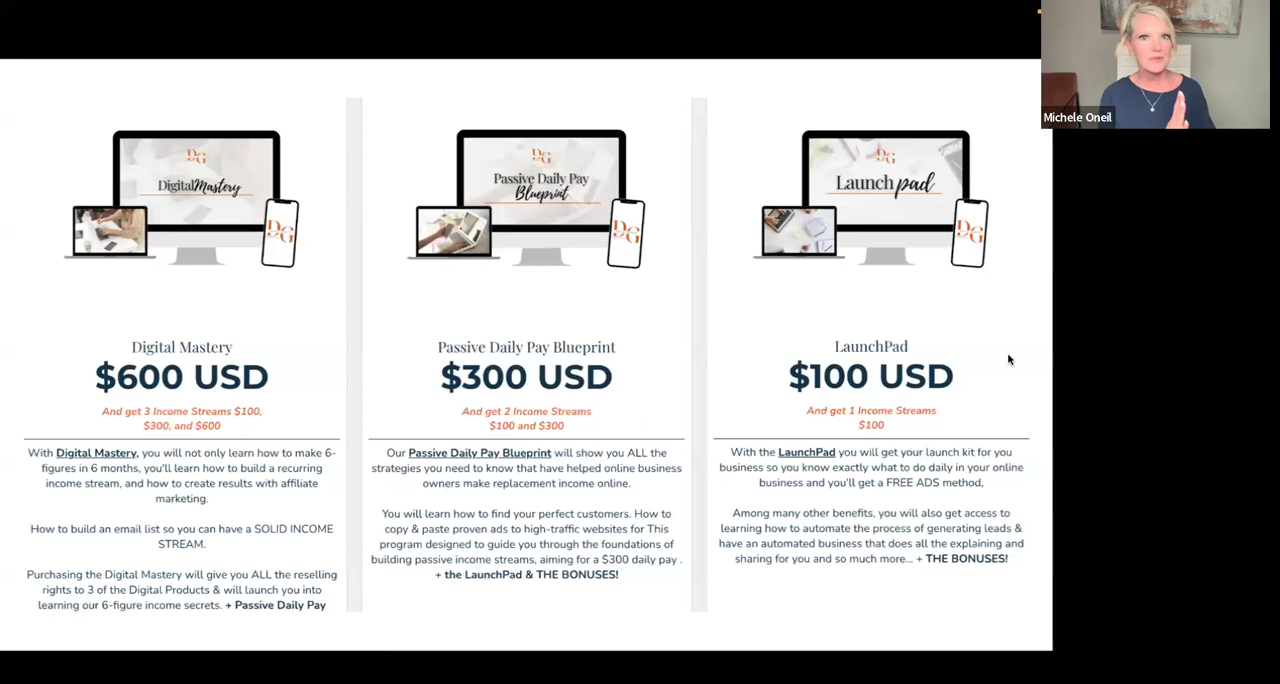 Michele Oneil
DG
DigitalMastery
DG
DG
Passive Daily Pay
Blueprint
DG
DG
Launchpad
DG
Digital Mastery
$600 USD
And get 3 Income Streams $100,
$300, and $600
With Digital Mastery, you will not only learn how to make 6-
figures in 6 months, you'll learn how to build a recurring
income stream, and how to create results with affiliate
marketing.
How to build an email list so you can have a SOLID INCOME
STREAM.
Purchasing the Digital Mastery will give you ALL the reselling
rights to 3 of the Digital Products & will launch you into
learning our 6-figure income secrets. + Passive Daily Pay
Passive Daily Pay Blueprint
$300 USD
And get 2 Income Streams
$100 and $300
Our Passive Daily Pay Blueprint will show you ALL the
strategies you need to know that have helped online business
owners make replacement income online.
You will learn how to find your perfect customers. How to
copy & paste proven ads to high-traffic websites for This
program designed to guide you through the foundations of
building passive income streams, aiming for a $300 daily pay .
+ the LaunchPad & THE BONUSES!
LaunchPad
$100 USD
And get 1 Income Streams
$100
With the LaunchPad you will get your launch kit for you
business so you know exactly what to do daily in your online
business and you'll get a FREE ADS method,
Among many other benefits, you will also get access to
learning how to automate the process of generating leads &
have an automated business that does all the explaining and
sharing for you and so much more... + THE BONUSES!